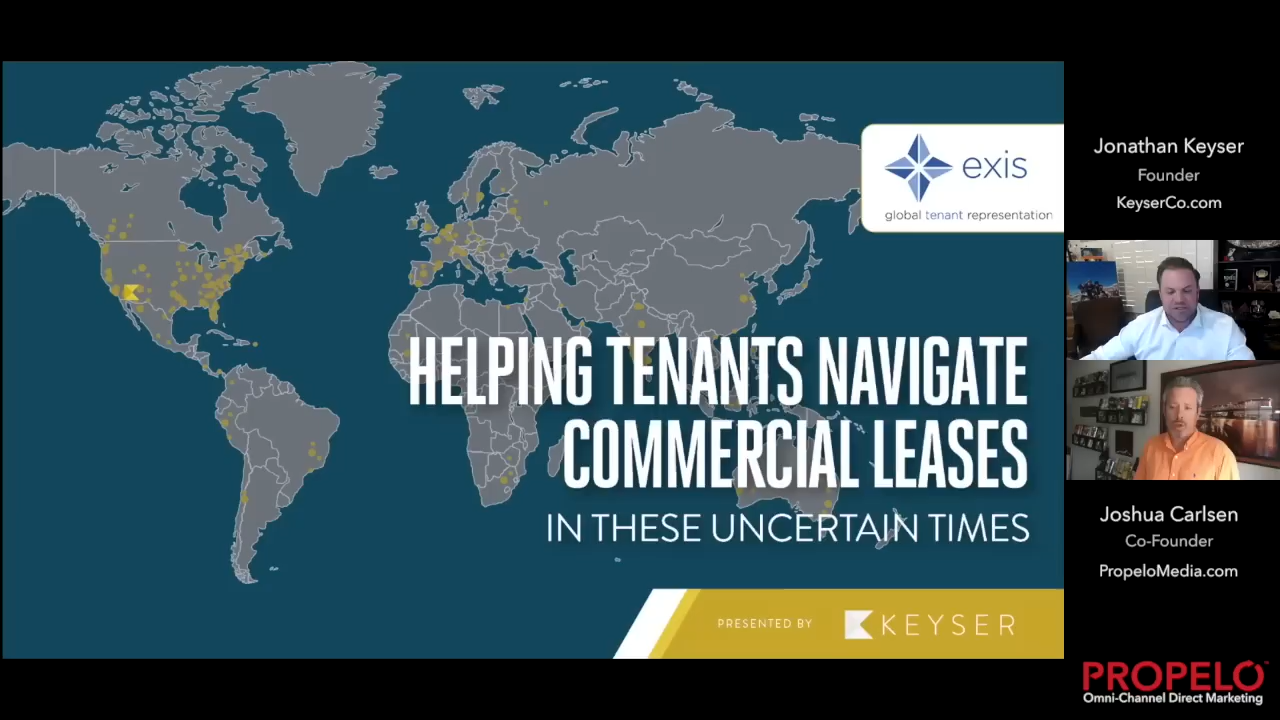 exis
global tenant representation
HELPING TENANTS NAVIGATE
COMMERCIAL LEASES
IN THESE UNCERTAIN TIMES
PRESENTED BY
KEYSER
Jonathan Keyser
Founder
KeyserCo.com
Joshua Carlsen
Co-Founder
PropeloMedia.com
PROPELO™
Omni-Channel Direct Marketing